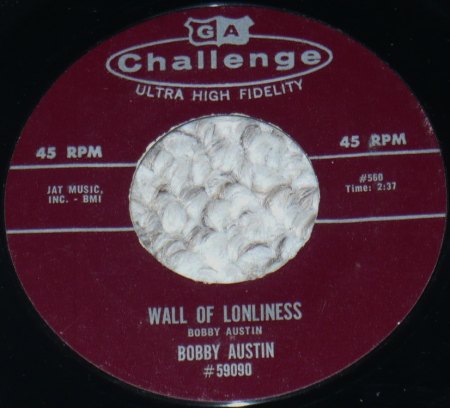 GA
Challenge
ULTRA HIGH FIDELITY
45 RPM
45 RPM
JAT MUSIC,
INC. - BMI
#560
Time: 2:37
WALL OF LONLINESS
BOBBY AUSTIN
BOBBY AUSTIN
#59090